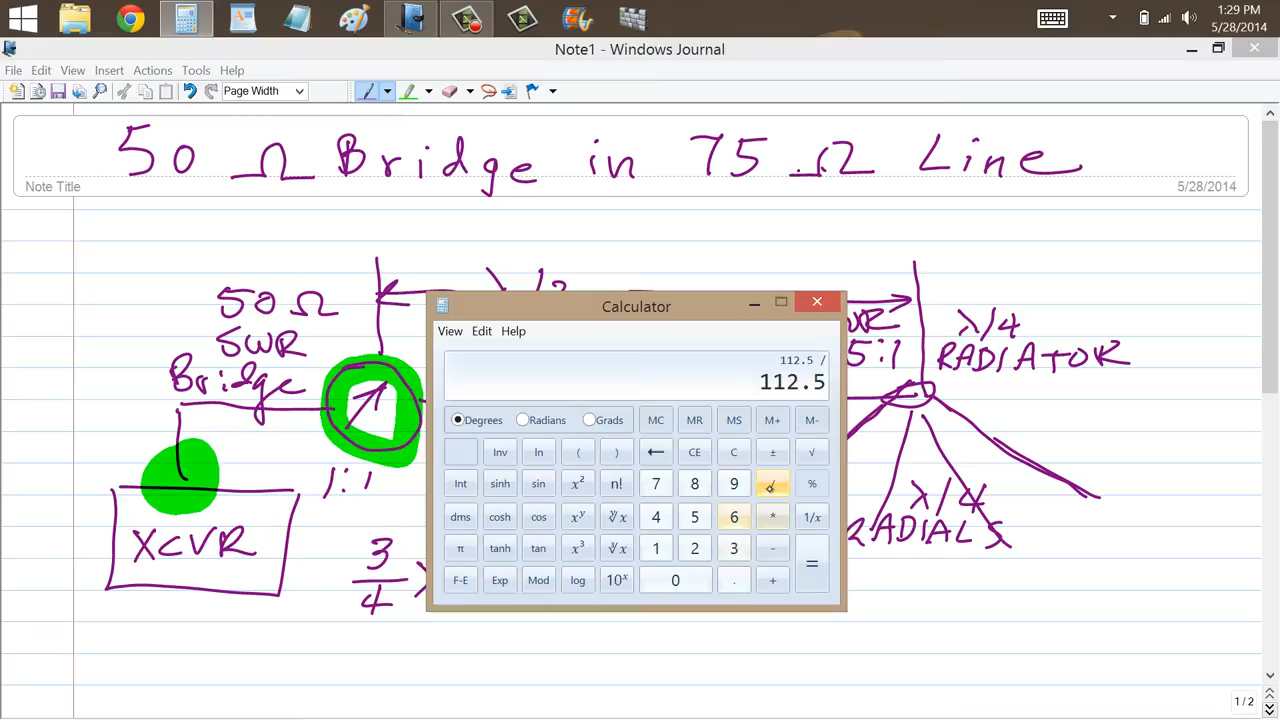 1:29 PM
5/28/2014
Note1 - Windows Journal
File Edit View Insert Actions Tools Help
Page Width
50 Ω Bridge in 75 Ω Line
Note Title
5/28/2014
50 Ω
SWR
Bridge
1:1
XCVR
3
4
λ/4
RADIATOR
5:1
λ/4
RADIALS
Calculator
View Edit Help
112.5 /
112.5
Degrees Radians Grads MC MR MS M+ M-
Inv ln ( ) ← CE C ± √
Int sinh sin x² n! 7 8 9 / % 
dms cosh cos xʸ ʸ√x 4 5 6 * 1/x
π tanh tan x³ ³√x 1 2 3 - =
F-E Exp Mod log 10ˣ 0 . +
1 / 2